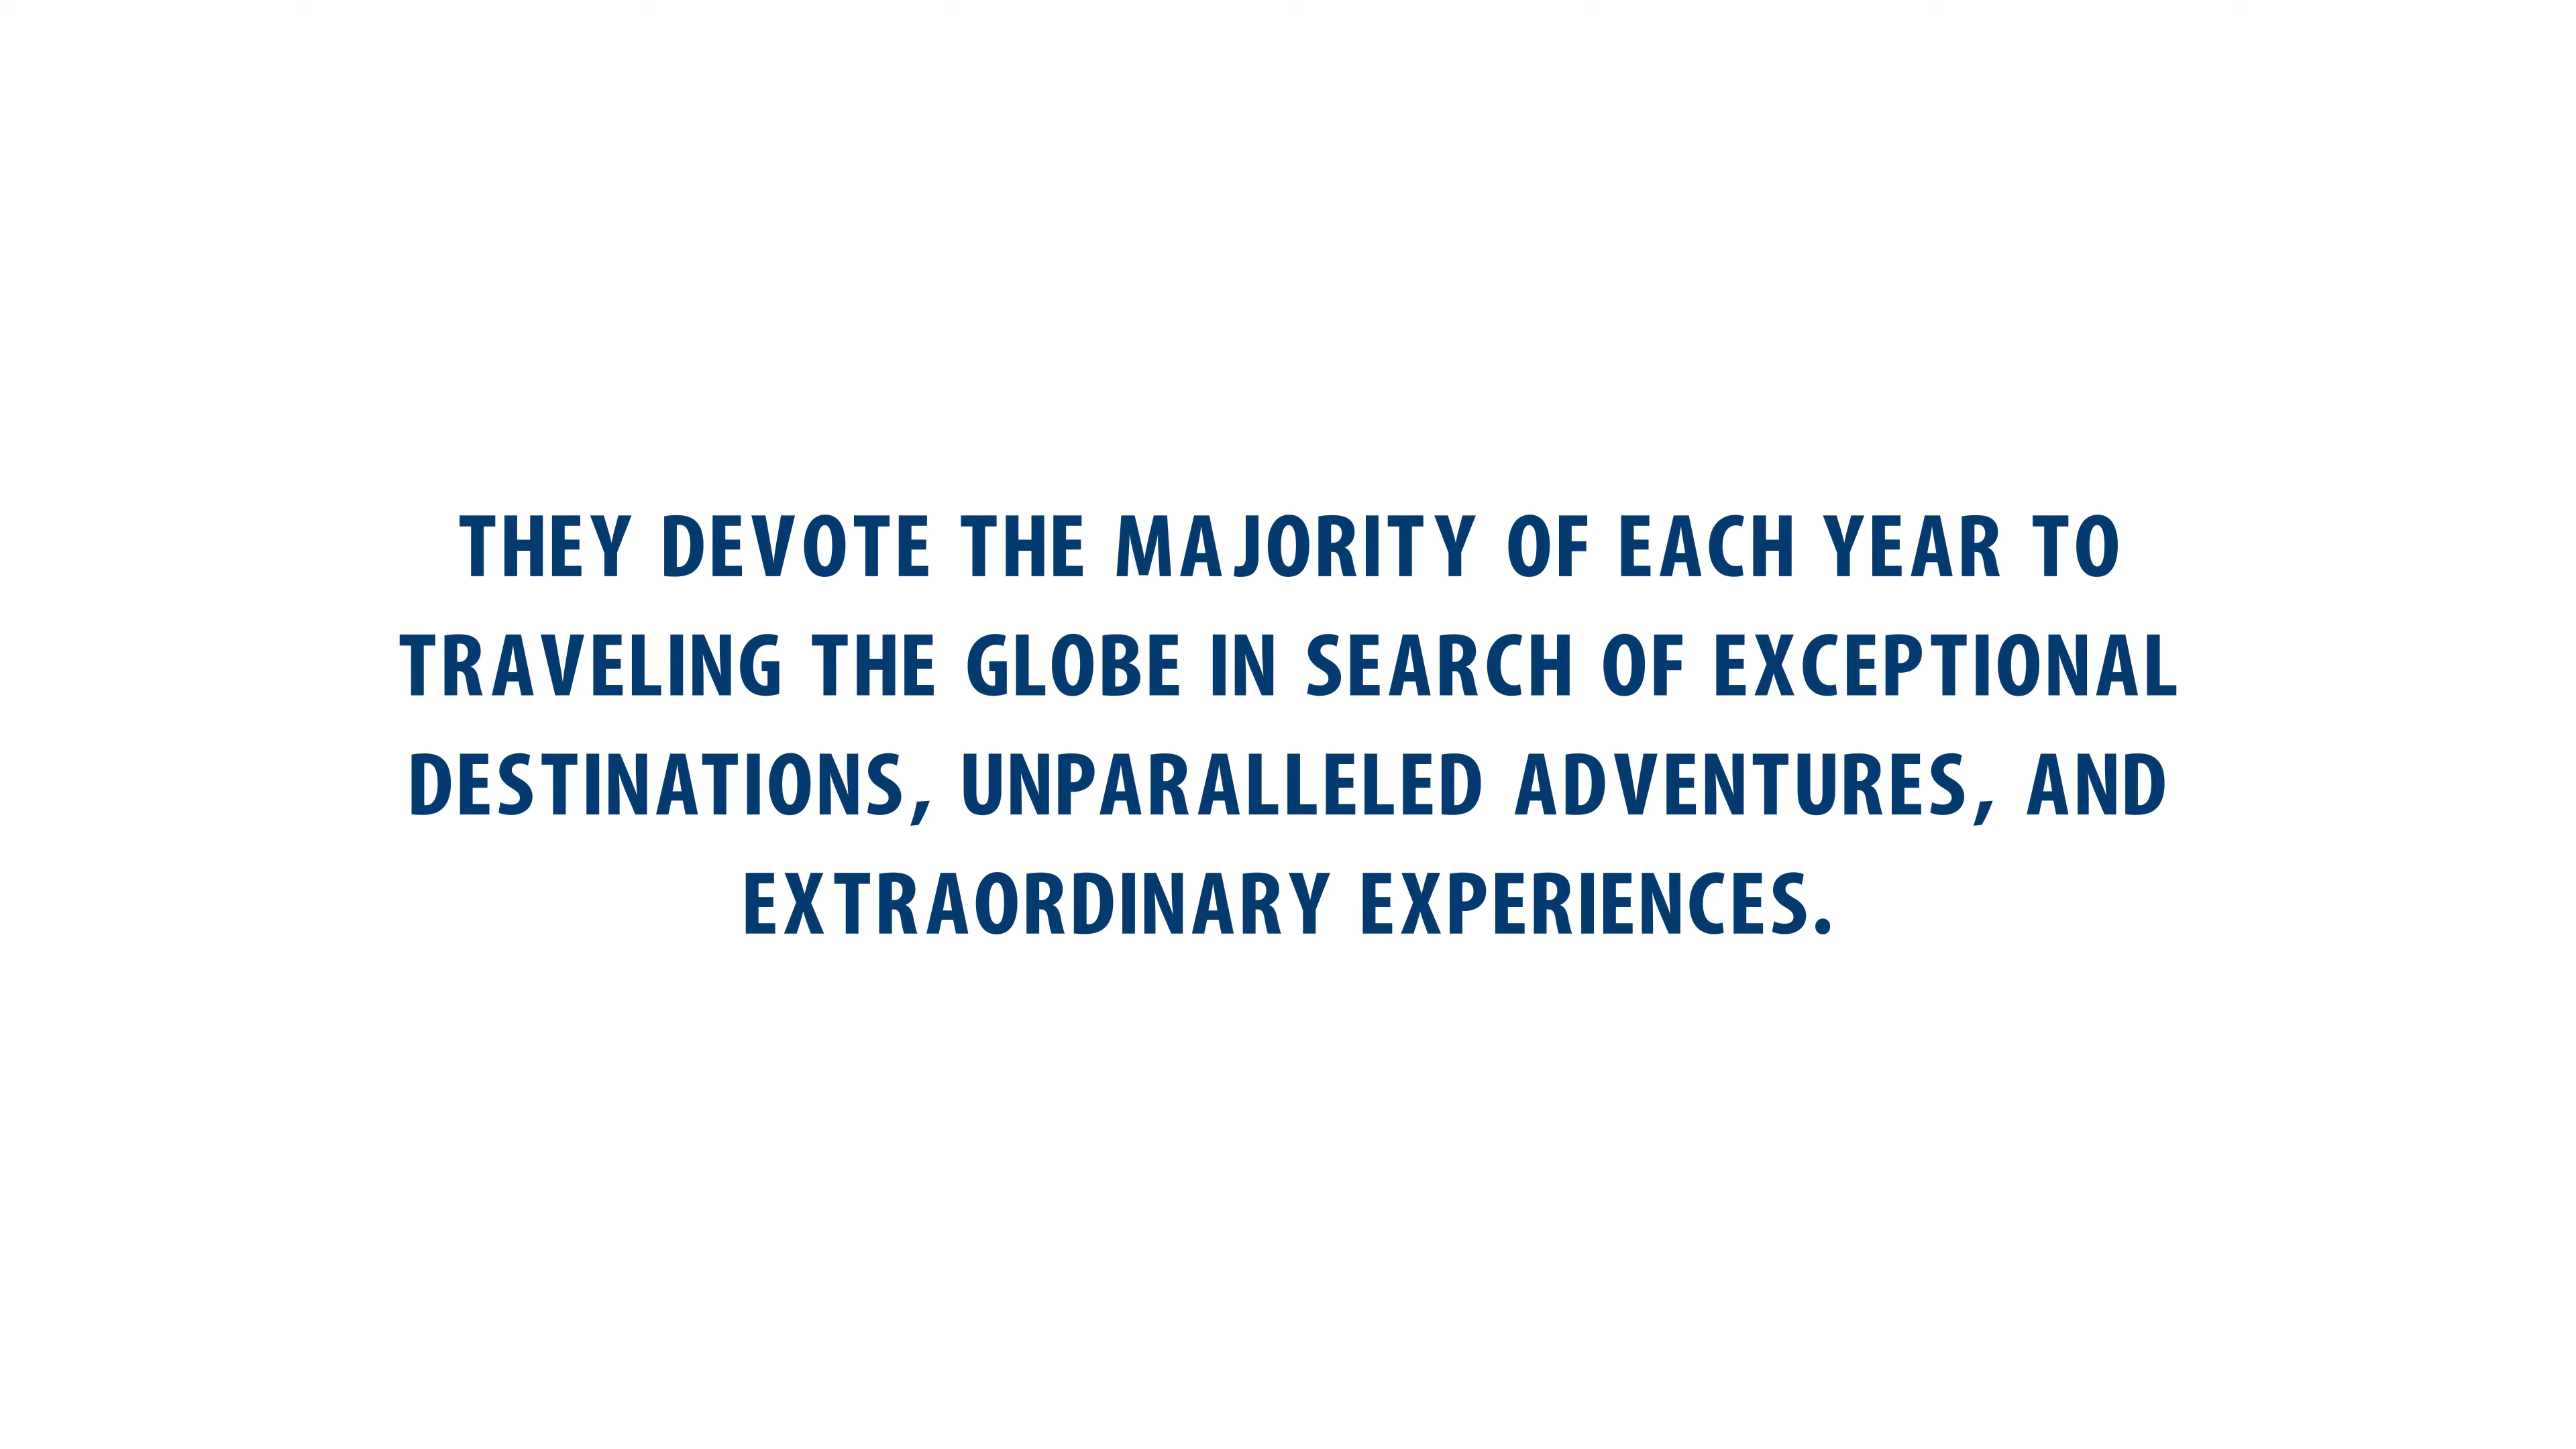 THEY DEVOTE THE MAJORITY OF EACH YEAR TO
TRAVELING THE GLOBE IN SEARCH OF EXCEPTIONAL
DESTINATIONS, UNPARALLELED ADVENTURES, AND
EXTRAORDINARY EXPERIENCES.